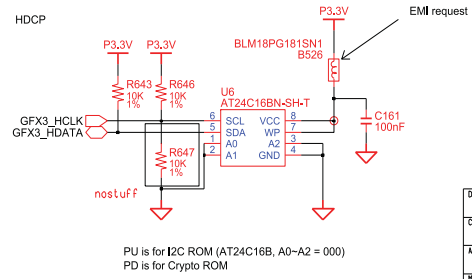 HDCP
P3.3V
P3.3V
P3.3V
EMI request
BLM18PG181SN1
B526
R643
10K
1%
R646
10K
1%
U6
AT24C16BN-SH-T
GFX3_HCLK
GFX3_HDATA
6 SCL VCC 8
5 SDA WP 7
1 A0 A2 3
2 A1 GND 4
C161
100nF
R647
10K
1%
nostuff
PU is for I2C ROM (AT24C16B, A0~A2 = 000)
PD is for Crypto ROM